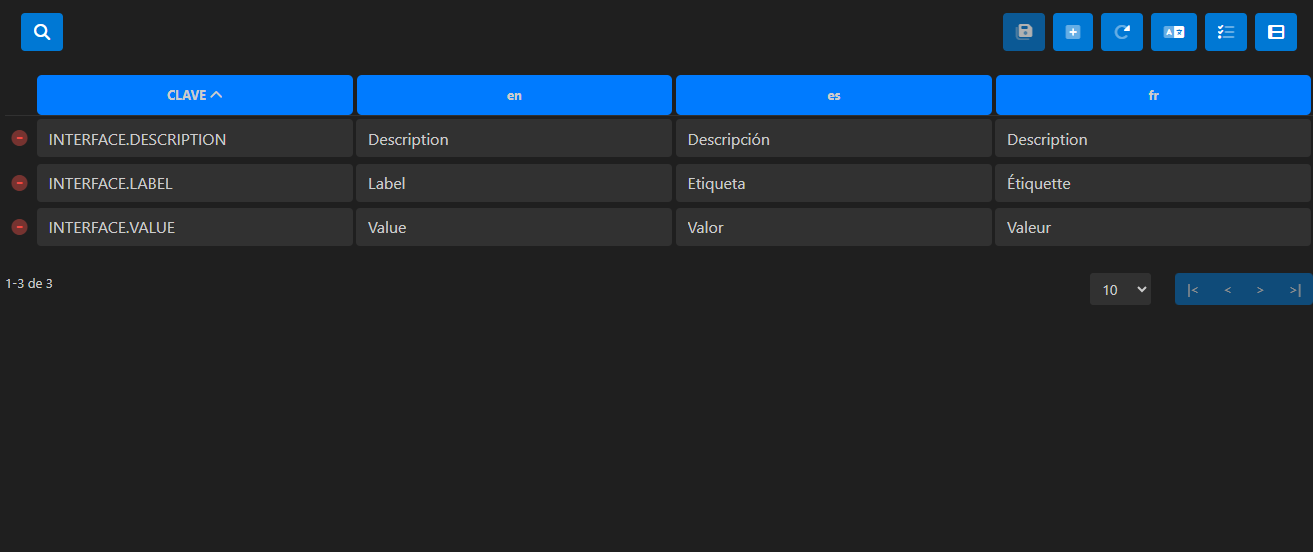 CLAVE en es fr
INTERFACE.DESCRIPTION Description Descripción Description
INTERFACE.LABEL Label Etiqueta Étiquette
INTERFACE.VALUE Value Valor Valeur
1-3 de 3 10 |< < > >|